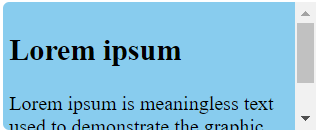 Lorem ipsum
Lorem ipsum is meaningless text
used to demonstrate the graphic